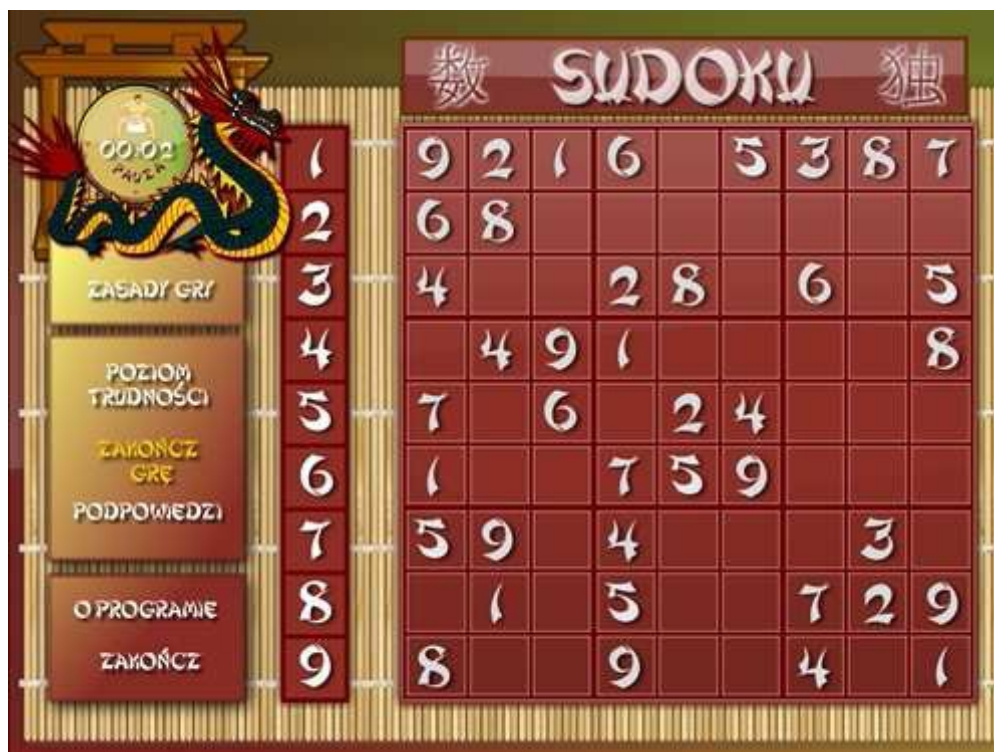 数 SUDOKU 独
00:02
PAUZA
ZASADY GRY
POZIOM
TRUDNOŚCI
ZAKOŃCZ
GRĘ
PODPOWIEDZI
O PROGRAMIE
ZAKOŃCZ
1
2
3
4
5
6
7
8
9
9 2 1 6 5 3 8 7
6 8
4 2 8 6 5
4 9 1 8
7 6 2 4
1 7 5 9
5 9 4 3
1 5 7 2 9
8 9 4 1